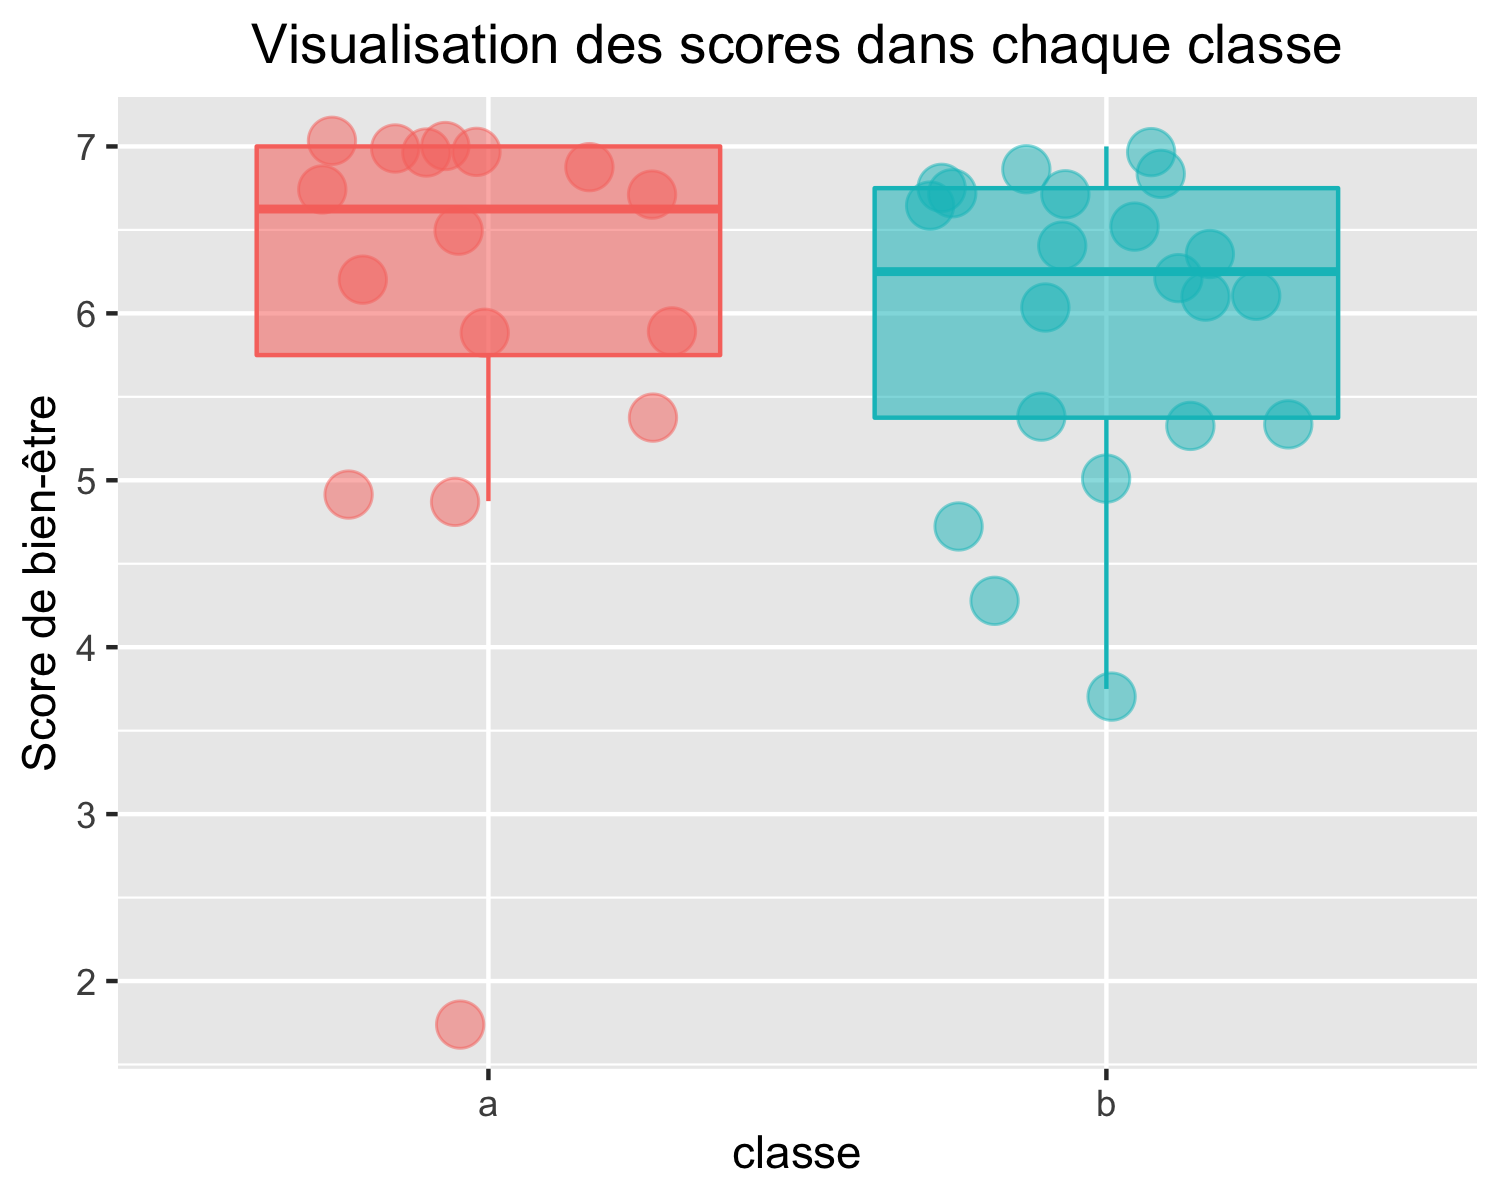 Visualisation des scores dans chaque classe
7
6
5
4
3
2
Score de bien-être
a
b
classe